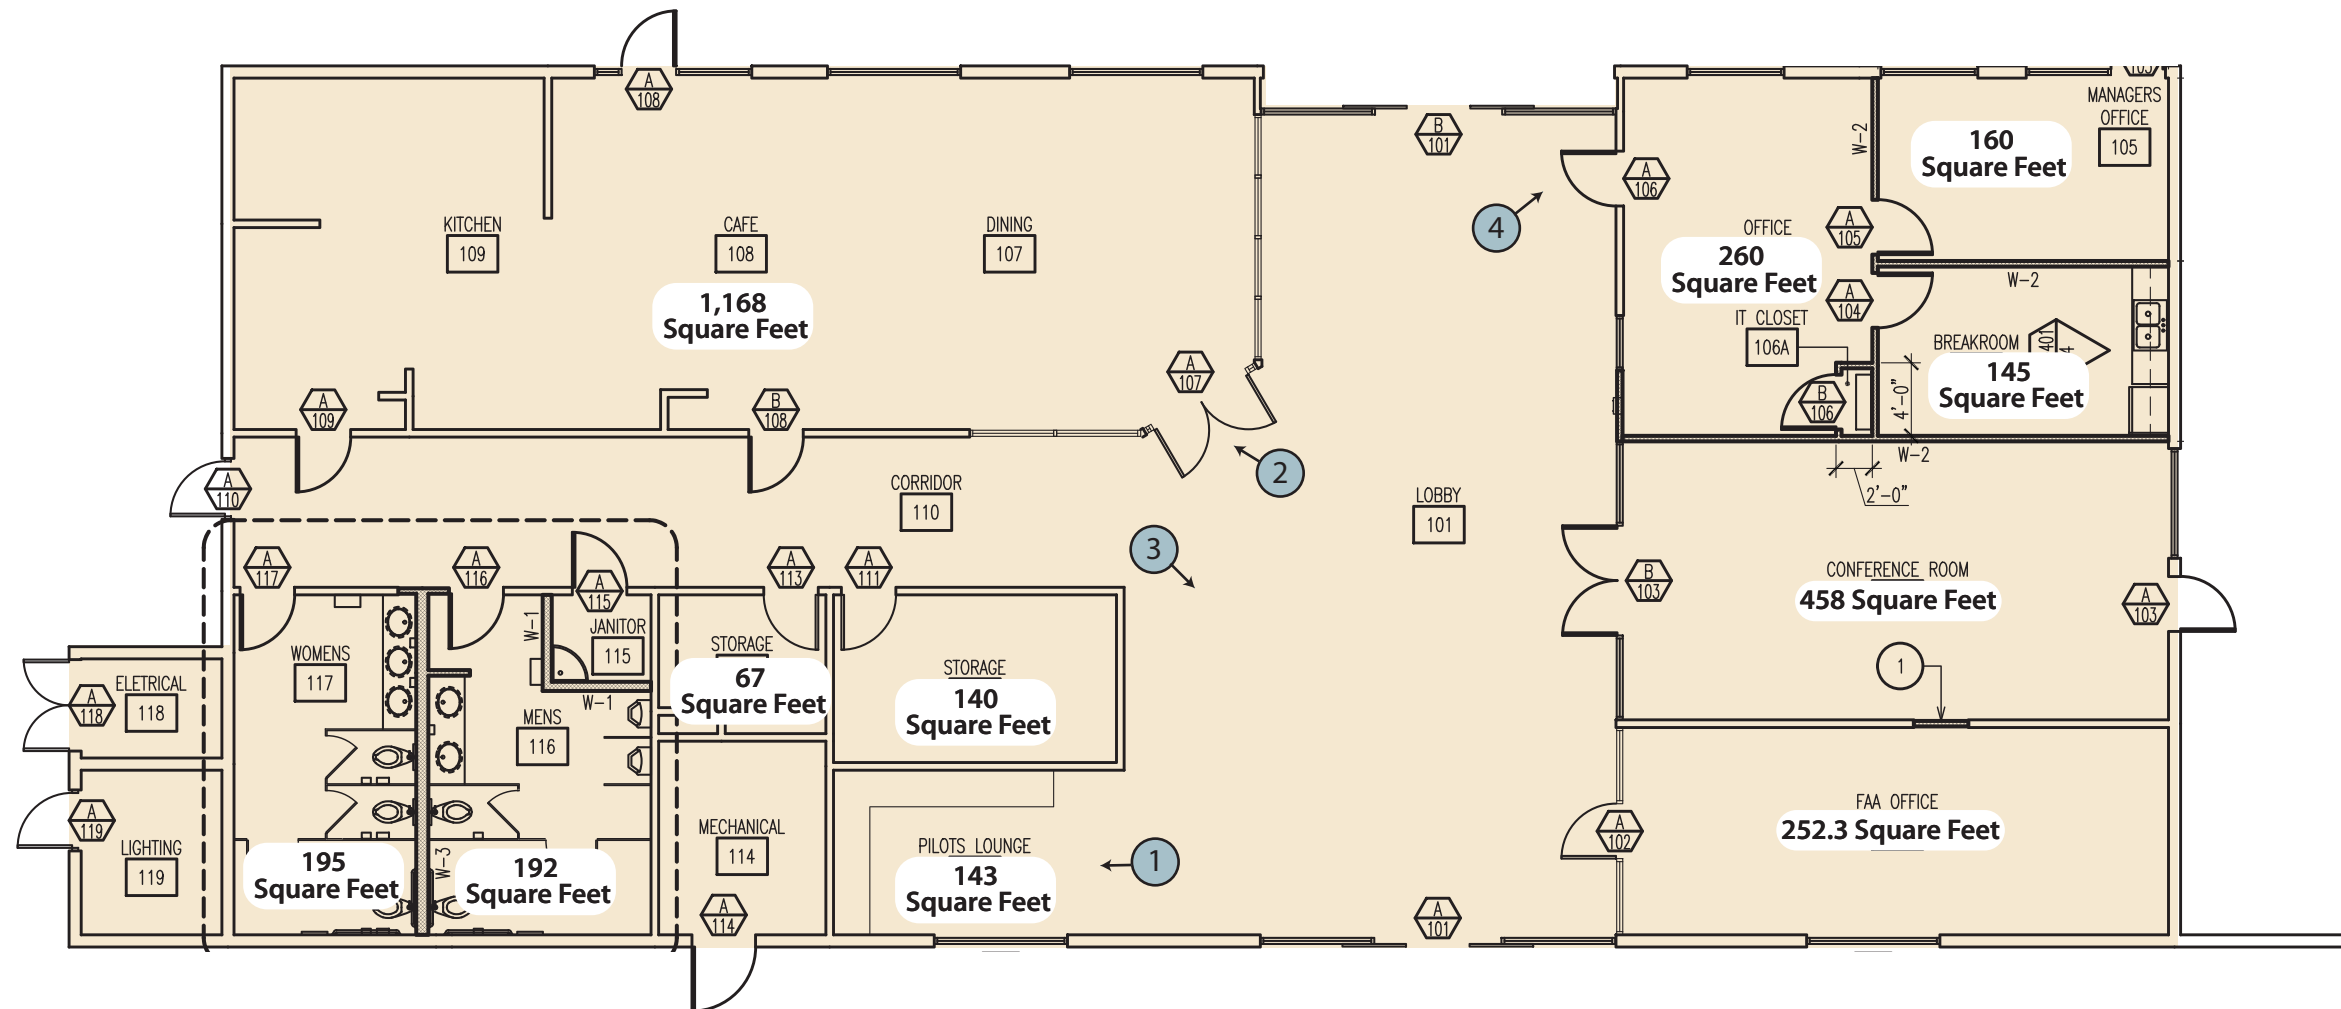 A
108
MANAGERS
OFFICE
105
160
Square Feet
B
101
W-2
A
106
4
KITCHEN
109
CAFE
108
DINING
107
1,168
Square Feet
OFFICE
260
Square Feet
A
105
A
104
W-2
IT CLOSET
106A
BREAKROOM
401
4
145
Square Feet
B
106
4'-0"
A
107
A
109
B
108
2
W-2
2'-0"
A
110
CORRIDOR
110
LOBBY
101
3
A
117
A
116
A
115
A
113
A
111
B
103
CONFERENCE ROOM
458 Square Feet
A
103
1
W-1
JANITOR
115
W-1
WOMENS
117
MENS
116
STORAGE
67
Square Feet
STORAGE
140
Square Feet
A
118
ELETRICAL
118
A
119
LIGHTING
119
195
Square Feet
W-3
192
Square Feet
MECHANICAL
114
A
114
PILOTS LOUNGE
143
Square Feet
1
A
101
A
102
FAA OFFICE
252.3 Square Feet